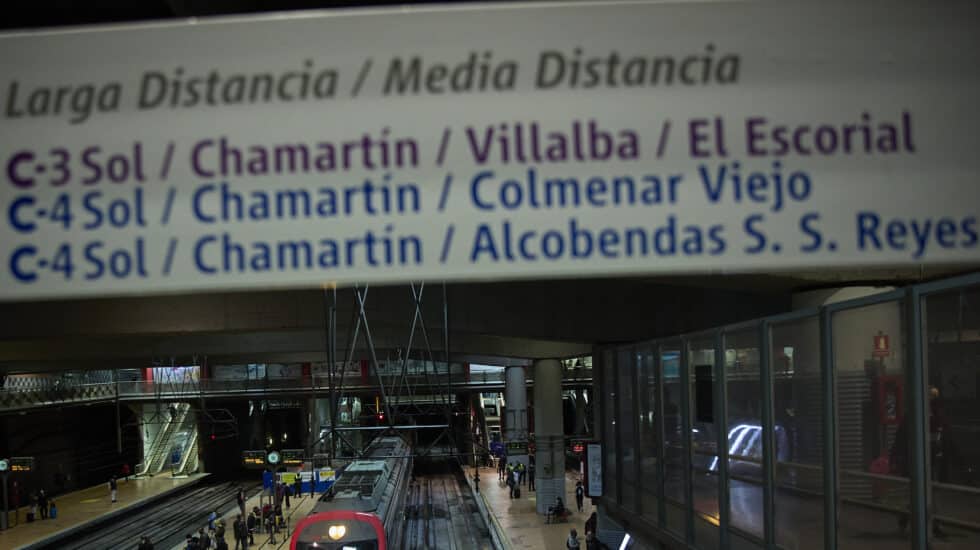 Larga Distancia / Media Distancia
C-3 Sol / Chamartín / Villalba / El Escorial
C-4 Sol / Chamartín / Colmenar Viejo
C-4 Sol / Chamartín / Alcobendas S. S. Reyes